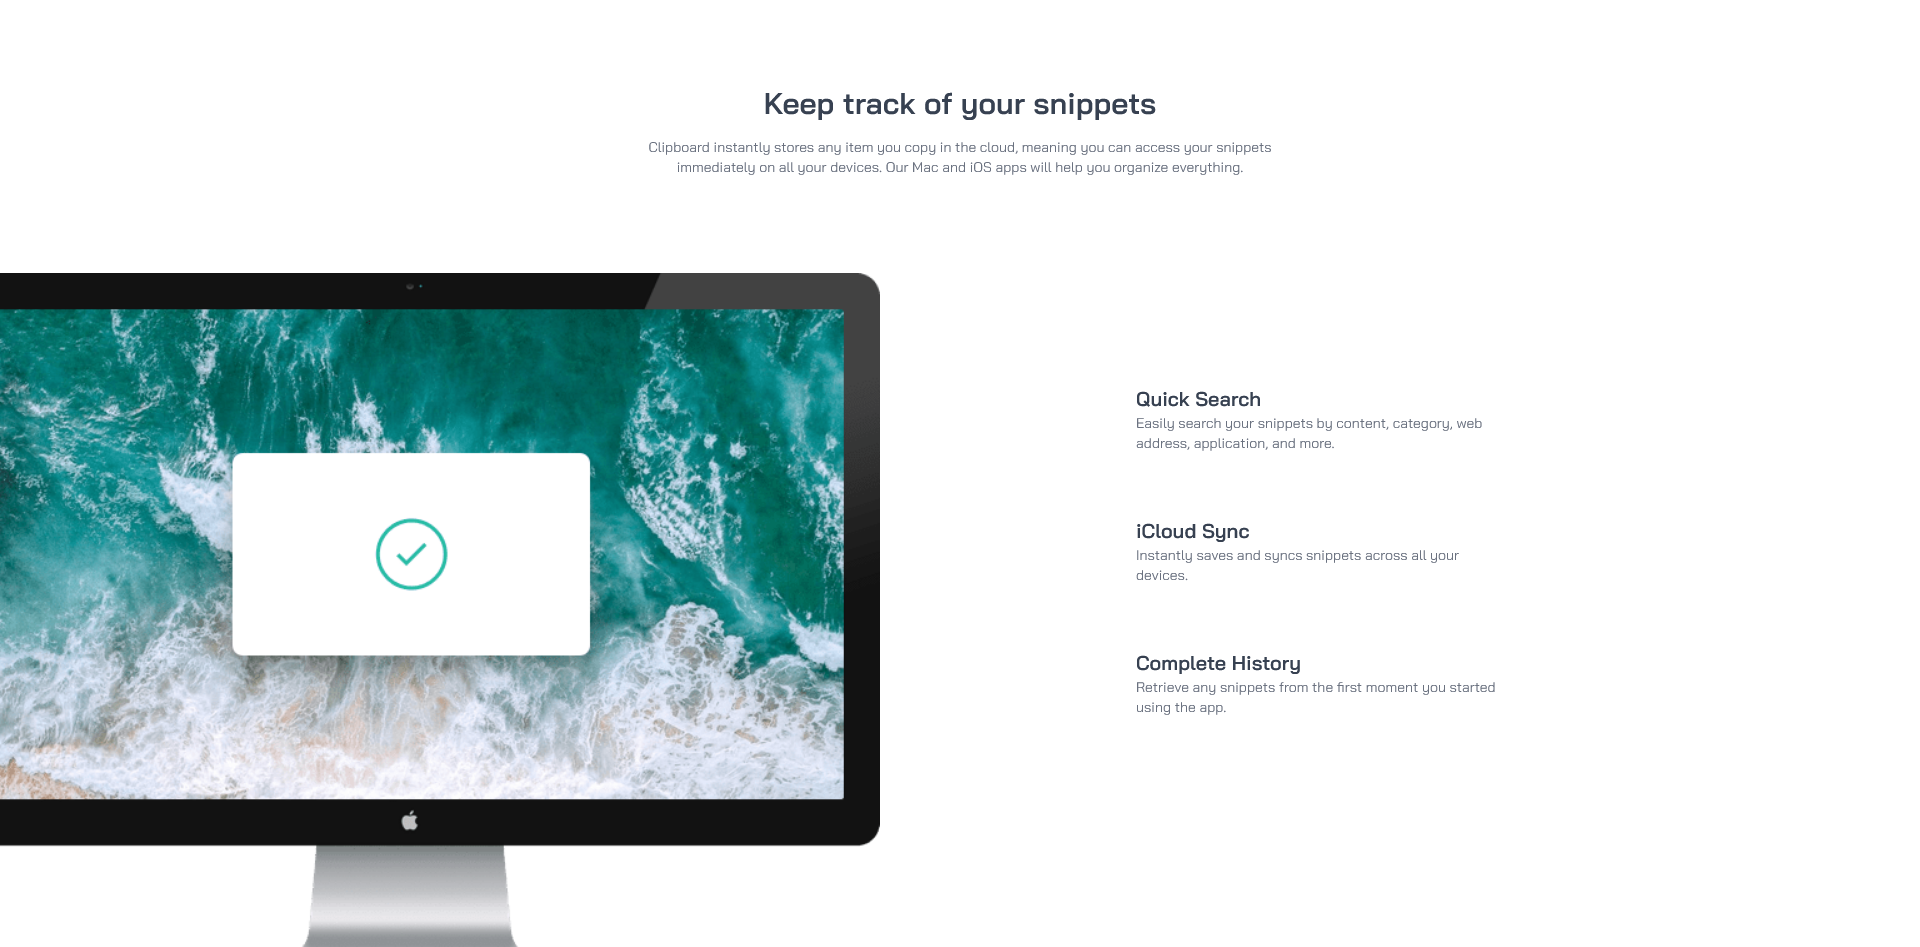 Keep track of your snippets
Clipboard instantly stores any item you copy in the cloud, meaning you can access your snippets
immediately on all your devices. Our Mac and iOS apps will help you organize everything.
Quick Search
Easily search your snippets by content, category, web
address, application, and more.
iCloud Sync
Instantly saves and syncs snippets across all your
devices.
Complete History
Retrieve any snippets from the first moment you started
using the app.